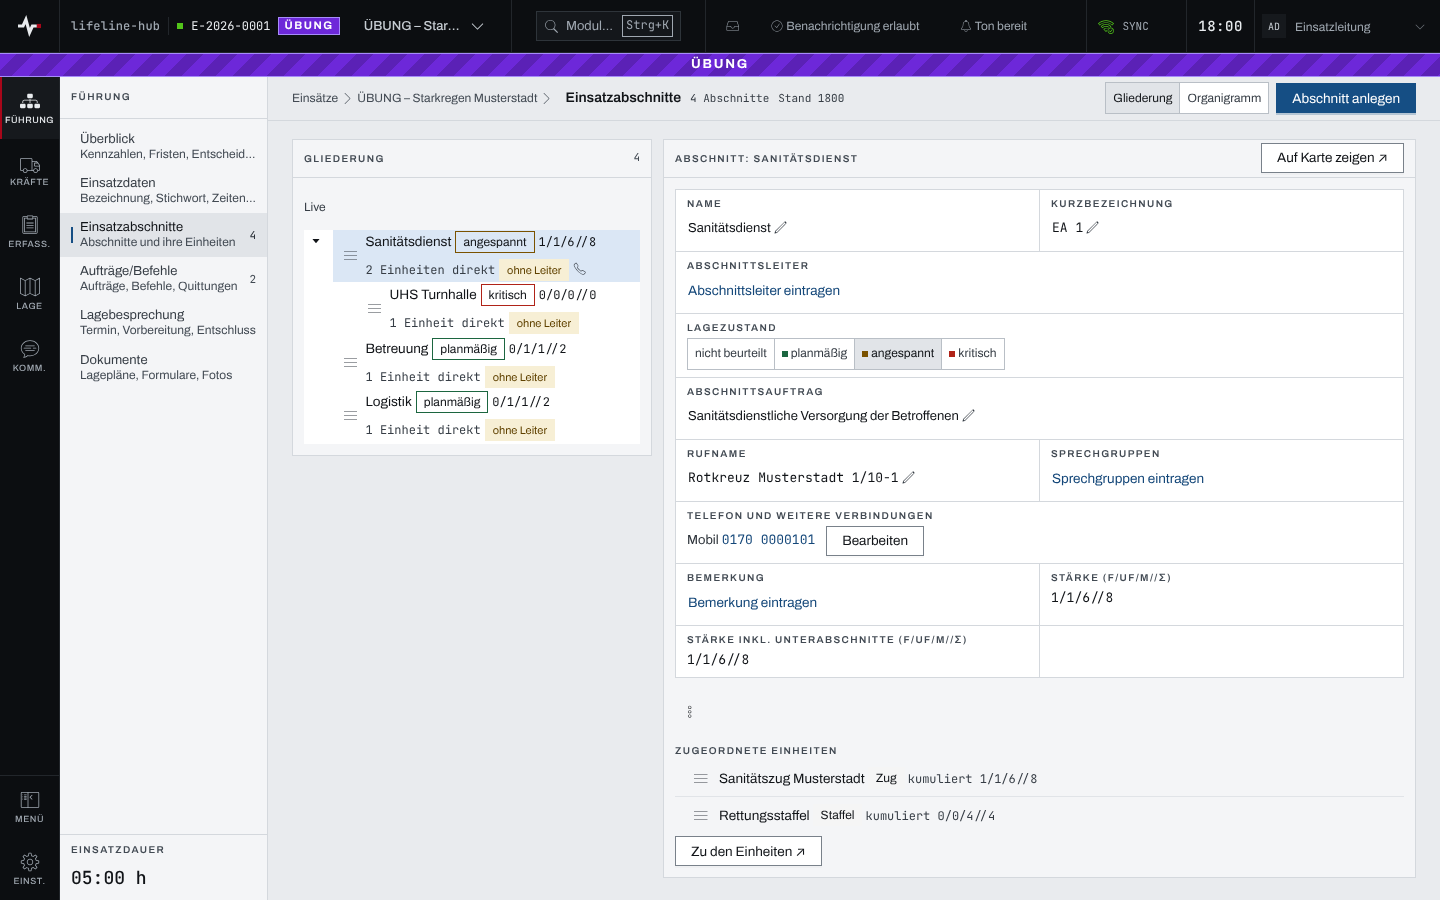 lifeline-hub E-2026-0001 ÜBUNG ÜBUNG – Star... Modul... Strg+K Benachrichtigung erlaubt Ton bereit SYNC 18:00 AD Einsatzleitung
ÜBUNG
FÜHRUNG
KRÄFTE
ERFASS.
LAGE
KOMM.
MENÜ
EINST.
FÜHRUNG
Überblick
Kennzahlen, Fristen, Entscheid...
Einsatzdaten
Bezeichnung, Stichwort, Zeiten...
Einsatzabschnitte
Abschnitte und ihre Einheiten 4
Aufträge/Befehle
Aufträge, Befehle, Quittungen 2
Lagebesprechung
Termin, Vorbereitung, Entschluss
Dokumente
Lagepläne, Formulare, Fotos
EINSATZDAUER
05:00 h
Einsätze ÜBUNG – Starkregen Musterstadt Einsatzabschnitte 4 Abschnitte Stand 1800 Gliederung Organigramm Abschnitt anlegen
GLIEDERUNG 4
Live
Sanitätsdienst angespannt 1/1/6//8
2 Einheiten direkt ohne Leiter
UHS Turnhalle kritisch 0/0/0//0
1 Einheit direkt ohne Leiter
Betreuung planmäßig 0/1/1//2
1 Einheit direkt ohne Leiter
Logistik planmäßig 0/1/1//2
1 Einheit direkt ohne Leiter
ABSCHNITT: SANITÄTSDIENST Auf Karte zeigen ↗
NAME KURZBEZEICHNUNG
Sanitätsdienst EA 1
ABSCHNITTSLEITER
Abschnittsleiter eintragen
LAGEZUSTAND
nicht beurteilt planmäßig angespannt kritisch
ABSCHNITTSAUFTRAG
Sanitätsdienstliche Versorgung der Betroffenen
RUFNAME SPRECHGRUPPEN
Rotkreuz Musterstadt 1/10-1 Sprechgruppen eintragen
TELEFON UND WEITERE VERBINDUNGEN
Mobil 0170 0000101 Bearbeiten
BEMERKUNG STÄRKE (F/UF/M//Σ)
Bemerkung eintragen 1/1/6//8
STÄRKE INKL. UNTERABSCHNITTE (F/UF/M//Σ)
1/1/6//8
ZUGEORDNETE EINHEITEN
Sanitätszug Musterstadt Zug kumuliert 1/1/6//8
Rettungsstaffel Staffel kumuliert 0/0/4//4
Zu den Einheiten ↗